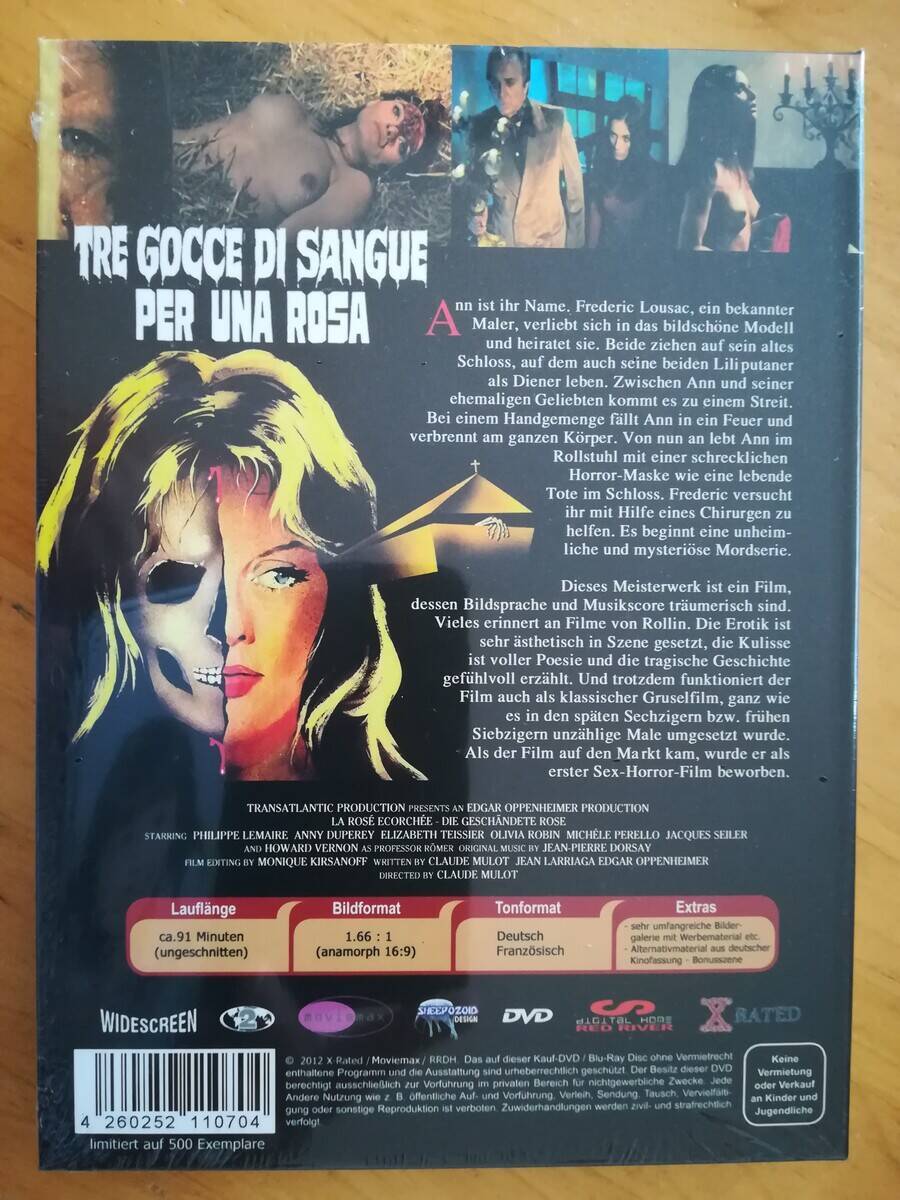 TRE GOCCE DI SANGUE
PER UNA ROSA
Ann ist ihr Name. Frederic Lousac, ein bekannter
Maler, verliebt sich in das bildschöne Modell
und heiratet sie. Beide ziehen auf sein altes
Schloss, auf dem auch seine beiden Liliputaner
als Diener leben. Zwischen Ann und seiner
ehemaligen Geliebten kommt es zu einem Streit.
Bei einem Handgemenge fällt Ann in ein Feuer und
verbrennt am ganzen Körper. Von nun an lebt Ann im
Rollstuhl mit einer schrecklichen
Horror-Maske wie eine lebende
Tote im Schloss. Frederic versucht
ihr mit Hilfe eines Chirurgen zu
helfen. Es beginnt eine unheim-
liche und mysteriöse Mordserie.
Dieses Meisterwerk ist ein Film,
dessen Bildsprache und Musikscore träumerisch sind.
Vieles erinnert an Filme von Rollin. Die Erotik ist
sehr ästhetisch in Szene gesetzt, die Kulisse
ist voller Poesie und die tragische Geschichte
gefühlvoll erzählt. Und trotzdem funktioniert der
Film auch als klassischer Gruselfilm, ganz wie
es in den späten Sechzigern bzw. frühen
Siebzigern unzählige Male umgesetzt wurde.
Als der Film auf den Markt kam, wurde er als
erster Sex-Horror-Film beworben.
TRANSATLANTIC PRODUCTION PRESENTS AN EDGAR OPPENHEIMER PRODUCTION
LA ROSÉ ECORCHÉE - DIE GESCHÄNDETE ROSE
STARRING PHILIPPE LEMAIRE ANNY DUPEREY ELIZABETH TEISSIER OLIVIA ROBIN MICHÉLE PERELLO JACQUES SEILER
AND HOWARD VERNON AS PROFESSOR RÖMER ORIGINAL MUSIC BY JEAN-PIERRE DORSAY
FILM EDITING BY MONIQUE KIRSANOFF WRITTEN BY CLAUDE MULOT JEAN LARRIAGA EDGAR OPPENHEIMER
DIRECTED BY CLAUDE MULOT
Lauflänge
ca.91 Minuten
(ungeschnitten)
Bildformat
1.66 : 1
(anamorph 16:9)
Tonformat
Deutsch
Französisch
Extras
- sehr umfangreiche Bilder-
galerie mit Werbematerial etc.
- Alternativmaterial aus deutscher
Kinofassung - Bonusszene
WIDESCREEN
2
moviemax
SHEEPOZOID
DESIGN
DVD
DIGITAL HOME
RED RIVER
X RATED
© 2012 X-Rated / Moviemax / RRDH. Das auf dieser Kauf-DVD / Blu-Ray Disc ohne Vermietrecht
enthaltene Programm und die Ausstattung sind urheberrechtlich geschützt. Der Besitz dieser DVD
berechtigt ausschließlich zur Vorführung im privaten Bereich für nichtgewerbliche Zwecke. Jede
Andere Nutzung wie z. B. öffentliche Auf- und Vorführung, Verleih, Sendung, Tausch, Vervielfälti-
gung oder sonstige Reproduktion ist verboten. Zuwiderhandlungen werden zivil- und strafrechtlich
verfolgt.
Keine
Vermietung
oder Verkauf
an Kinder und
Jugendliche
4 260252 110704
limitiert auf 500 Exemplare